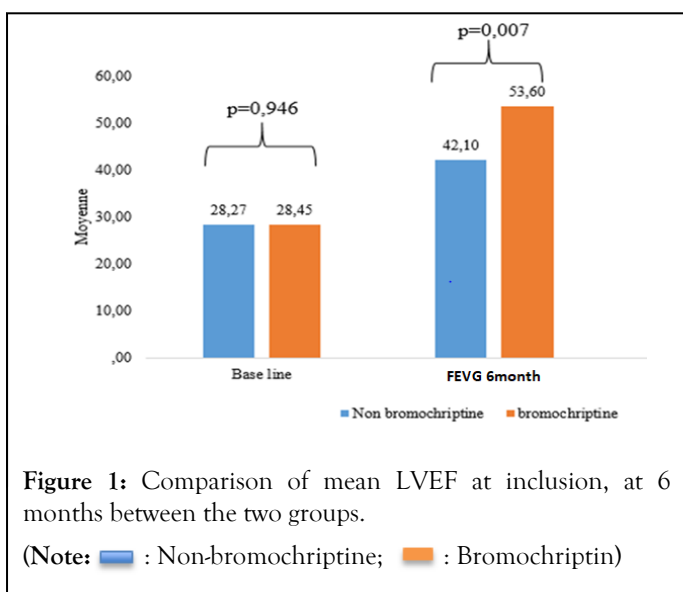 p=0,007
60,00
53,60
p=0,946
50,00
42,10
40,00
Moyenne
28,27
28,45
30,00
20,00
10,00
,00
Base line
FEVG 6month
Non bromochriptine
bromochriptine
Figure 1: Comparison of mean LVEF at inclusion, at 6
months between the two groups.
(Note: : Non-bromochriptine; : Bromochriptin)